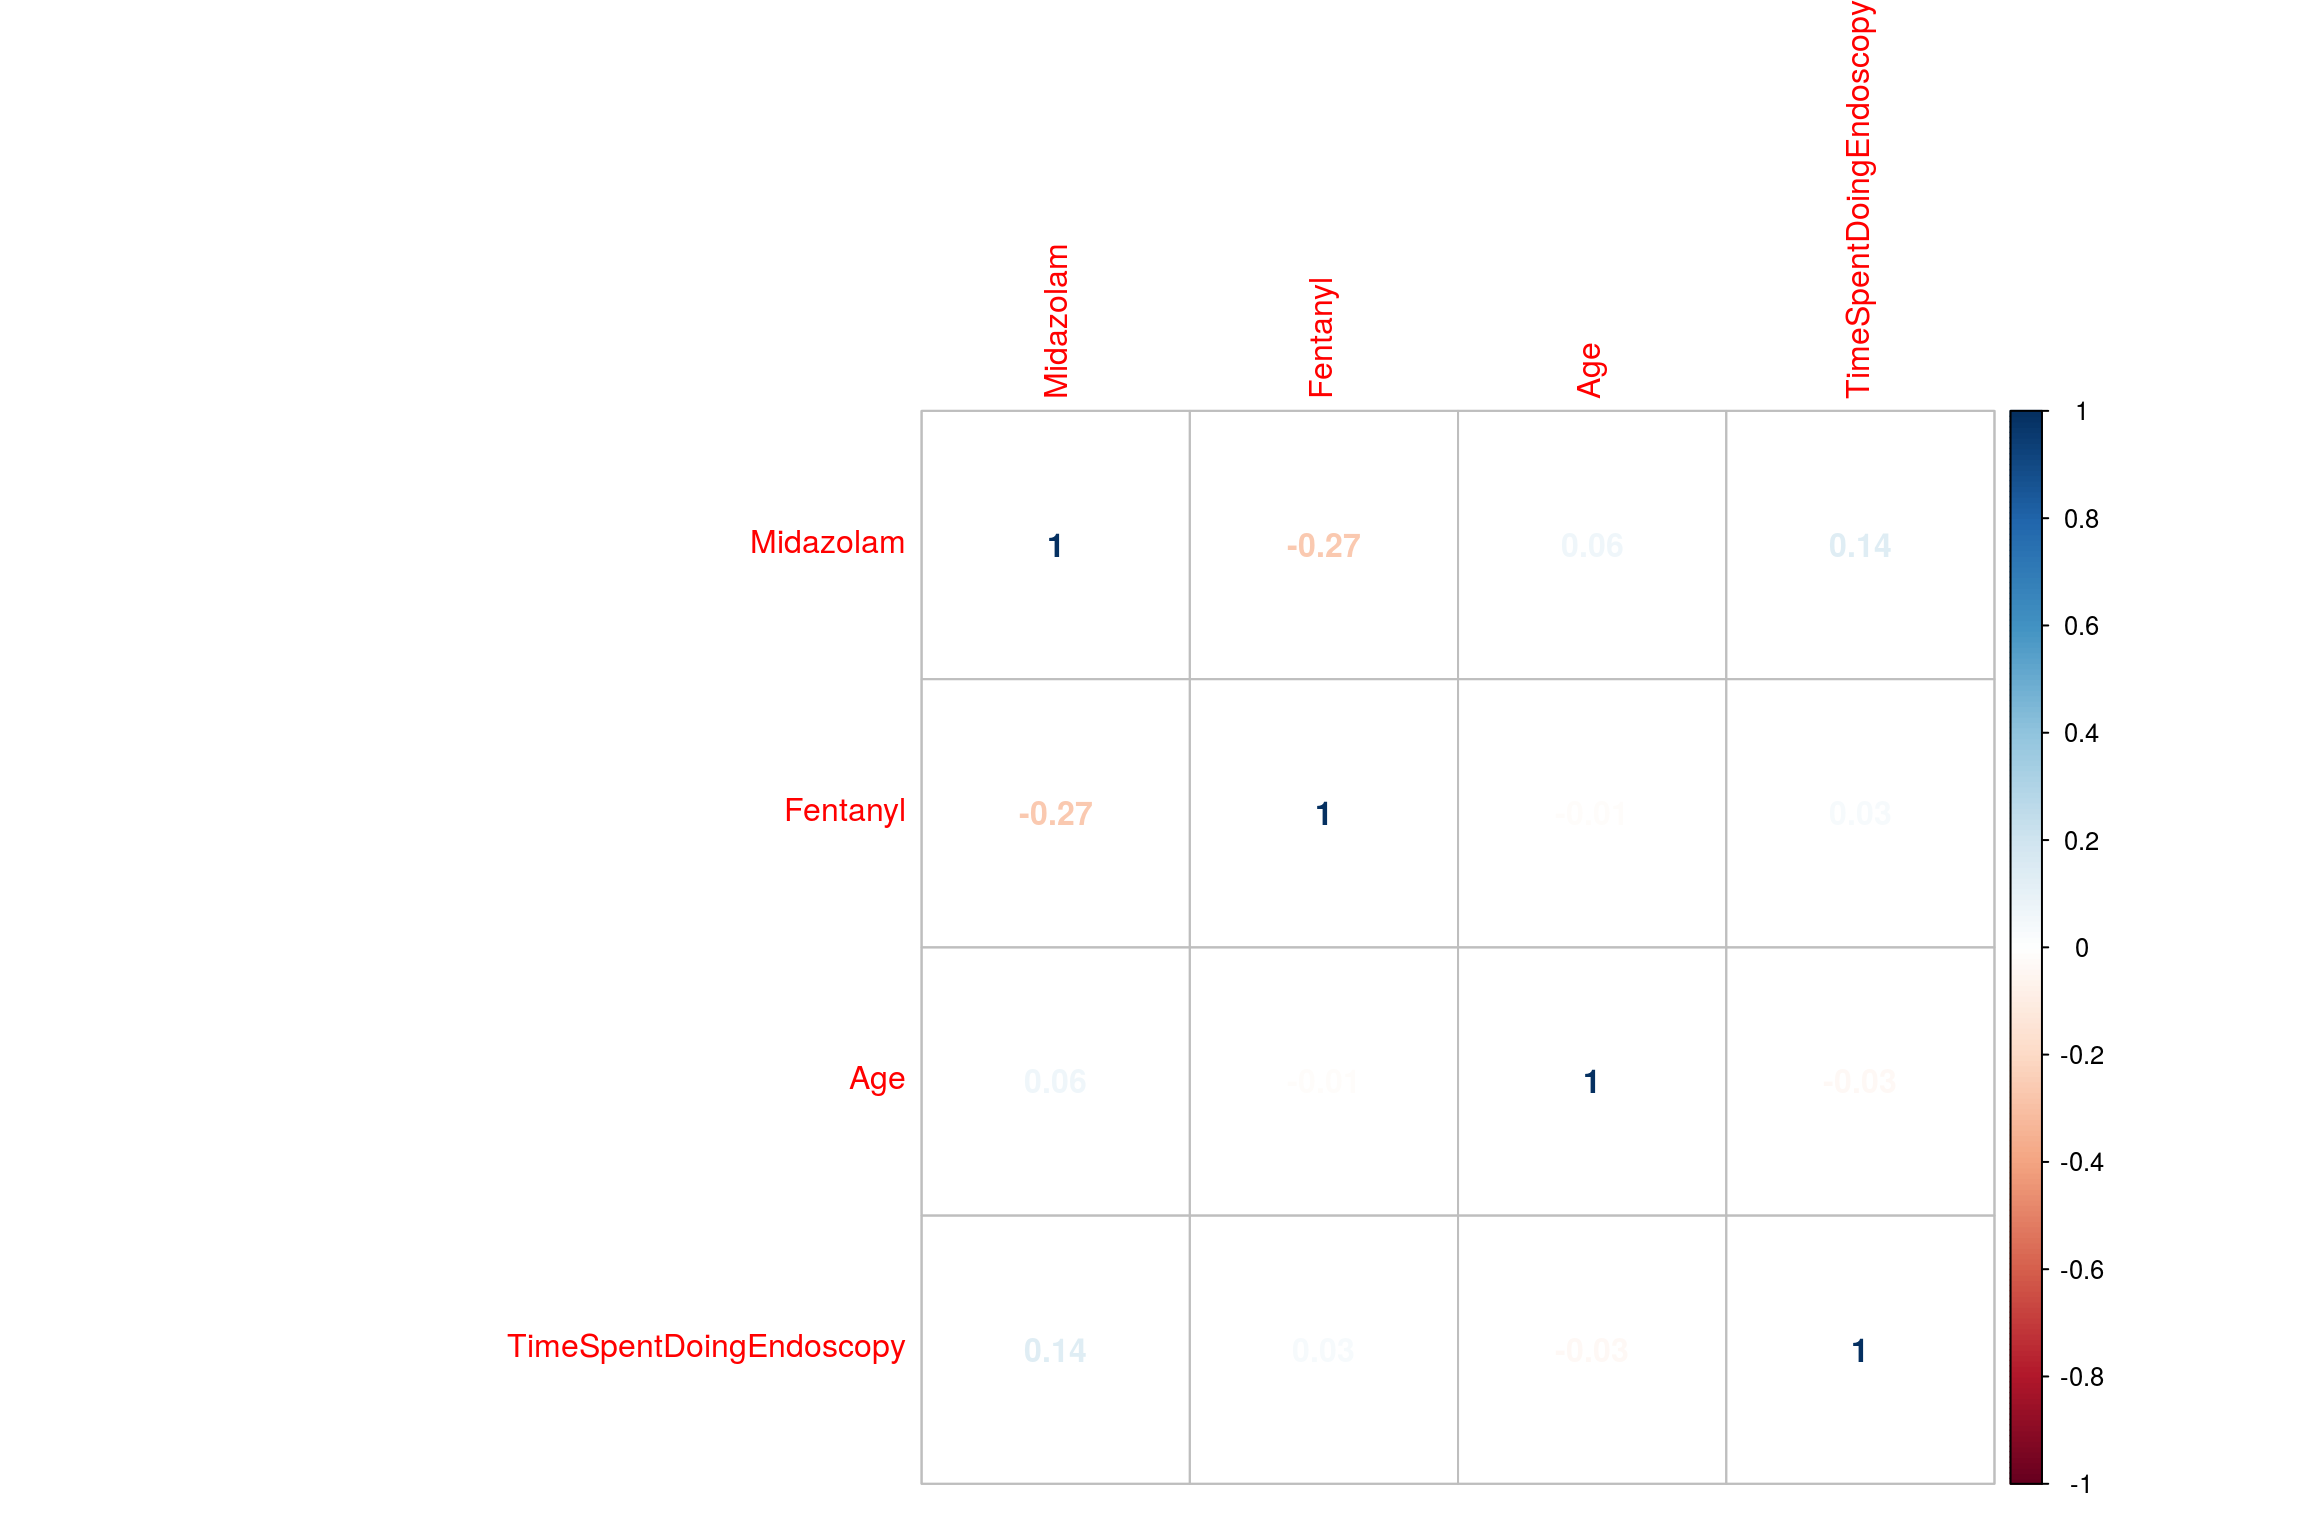 Midazolam
Fentanyl
Age
TimeSpentDoingEndoscopy
Midazolam 1 -0.27 0.06 0.14
Fentanyl -0.27 1 -0.01 0.03
Age 0.06 -0.01 1 -0.03
TimeSpentDoingEndoscopy 0.14 0.03 -0.03 1
1
0.8
0.6
0.4
0.2
0
-0.2
-0.4
-0.6
-0.8
-1